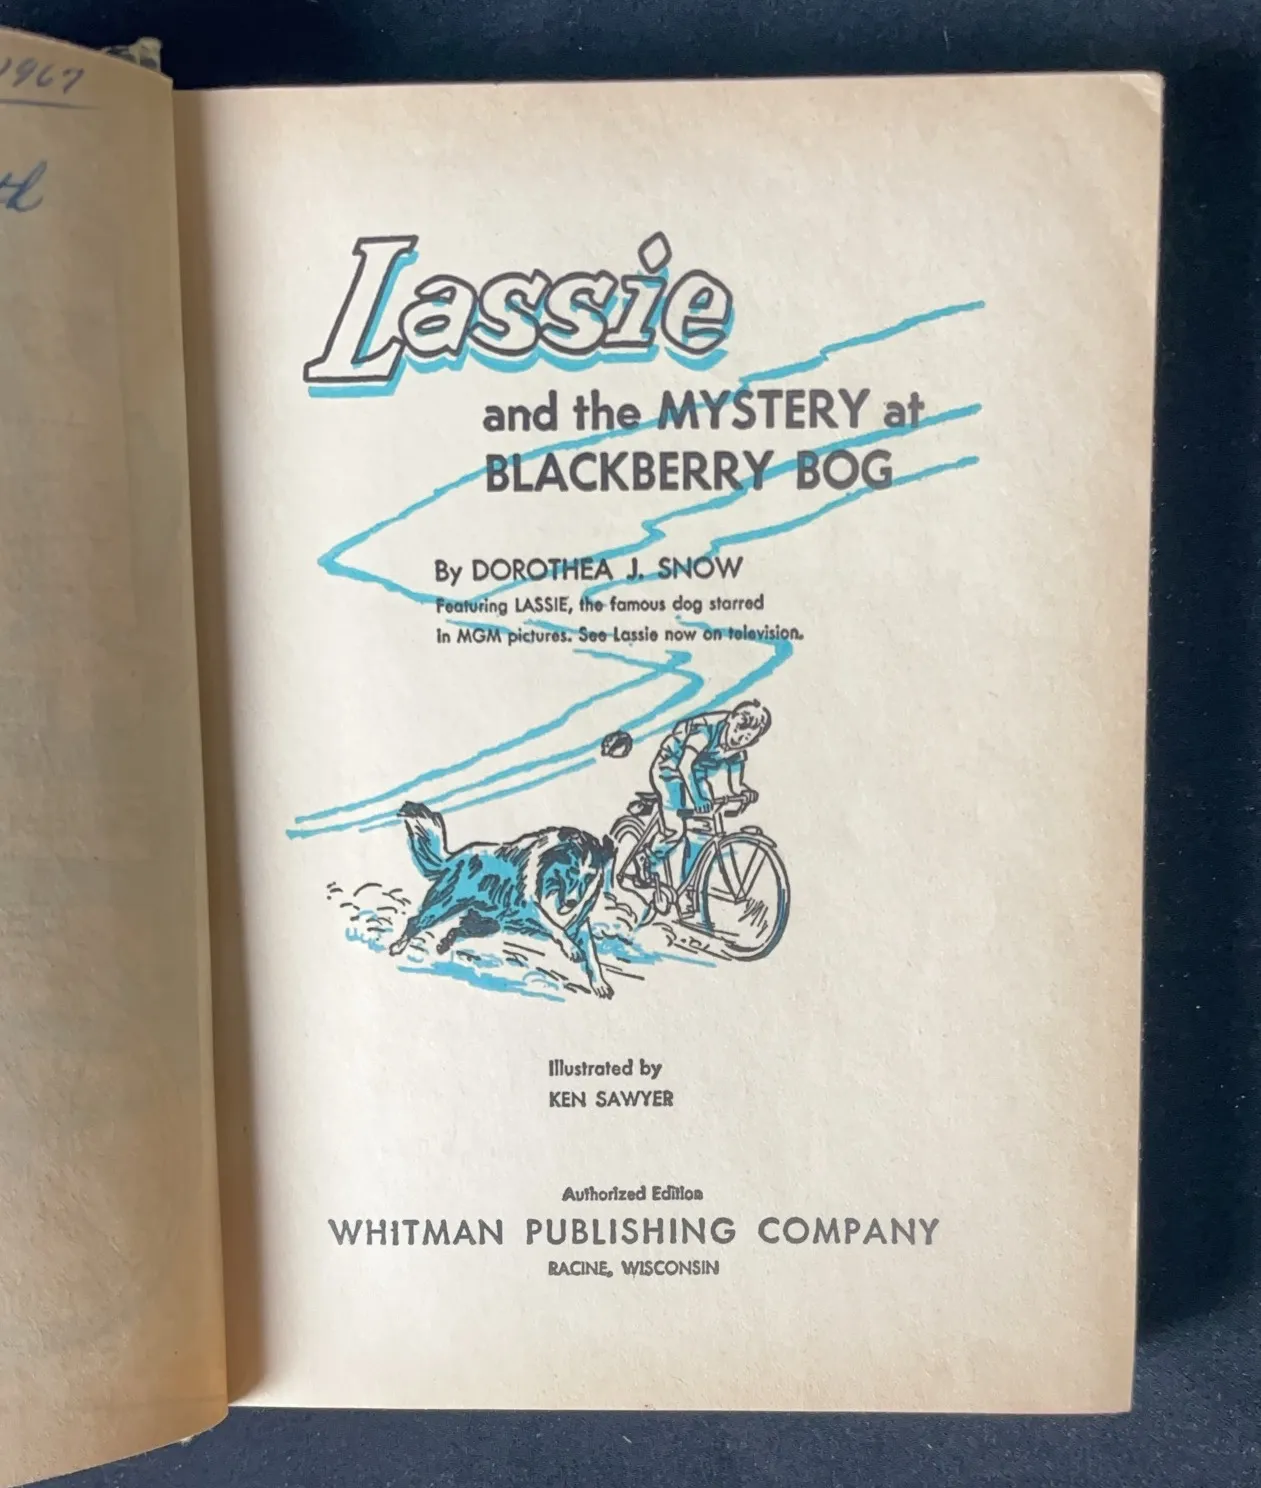 1967
Lassie
and the MYSTERY at
BLACKBERRY BOG
By DOROTHEA J. SNOW
Featuring LASSIE, the famous dog starred
in MGM pictures. See Lassie now on television.
Illustrated by
KEN SAWYER
Authorized Edition
WHITMAN PUBLISHING COMPANY
RACINE, WISCONSIN